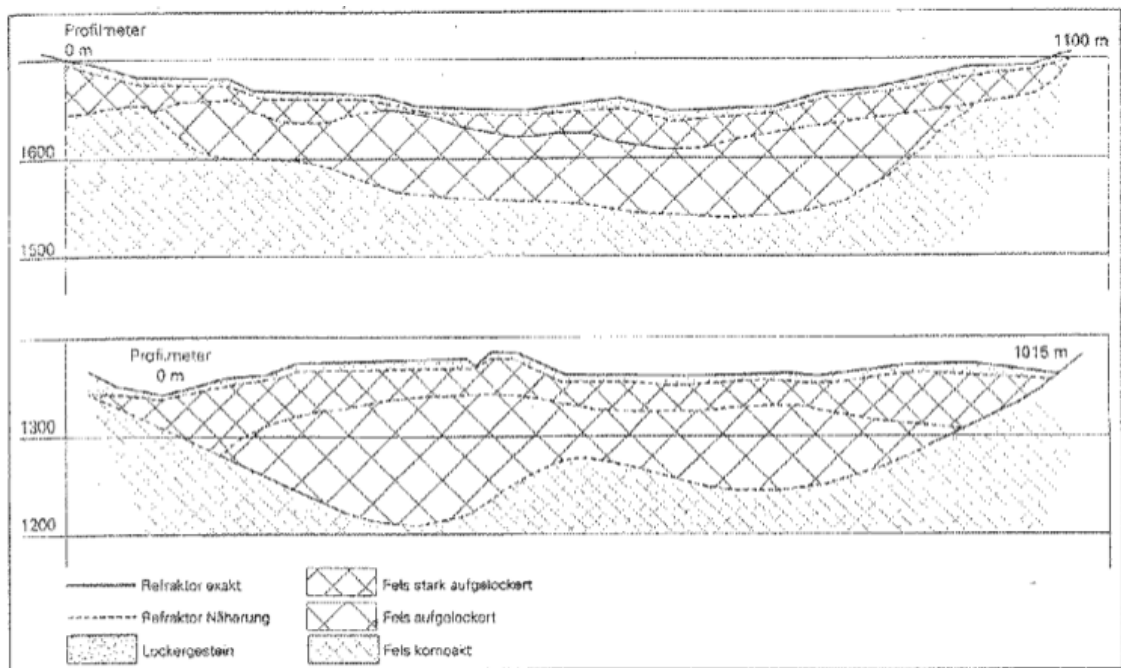 Profilmeter
0 m
1100 m
1600
1500
Profilmeter
0 m
1015 m
1300
1200
Refraktor exakt
Fels stark aufgelockert
Refraktor Näherung
Fels aufgelockert
Lockergestein
Fels kompakt